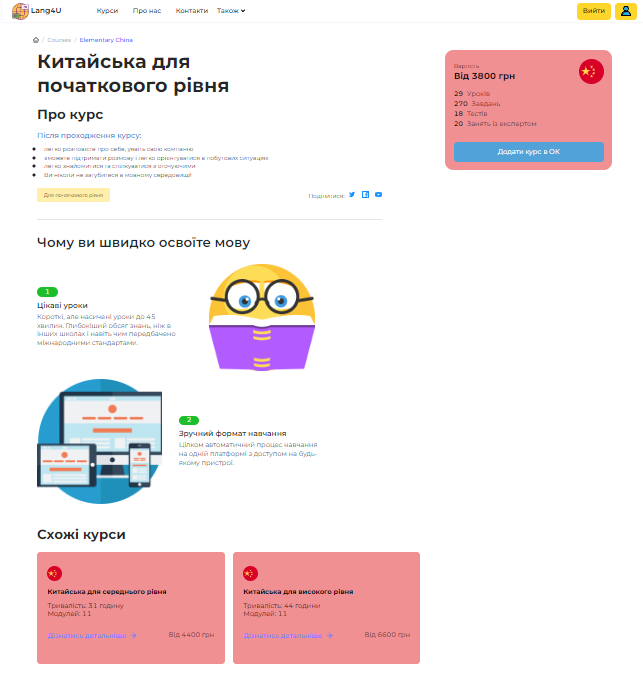 Lang4U
Курси
Про нас
Контакти
Також
Вийти
Courses / Elementary China
Китайська для
початкового рівня
Про курс
Після проходження курсу:
легко розповісте про себе, увать свою компанію
зможете підтримати розмову і легко орієнтуватися в побутових ситуаціях
легко знайомитися та спілкуватися з оточуючими
Ви ніколи не загубитеся в мовному середовищі!
Для початкового рівня
Поділитися:
Вартість
Від 3800 грн
29 Уроків
270 Завдань
18 Тестів
20 Занять із експертом
Додати курс в ОК
Чому ви швидко освоїте мову
1
Цікаві уроки
Короткі, але насичені уроки до 45
хвилин. Глибокіший обсяг знань, ніж в
інших школах і навіть чим передбачено
міжнародними стандартами.
2
Зручний формат навчання
Цілком автоматичний процес навчання
на одній платформі з доступом на будь-
якому пристрої.
Схожі курси
Китайська для середнього рівня
Тривалість: 31 годину
Модулей: 11
Дізнатись детальніше →
Від 4400 грн
Китайська для високого рівня
Тривалість: 44 години
Модулей: 11
Дізнатись детальніше →
Від 6600 грн